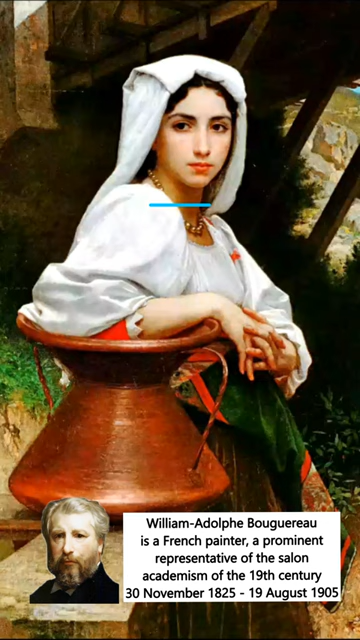 William-Adolphe Bouguereau
is a French painter, a prominent
representative of the salon
academism of the 19th century
30 November 1825 - 19 August 1905